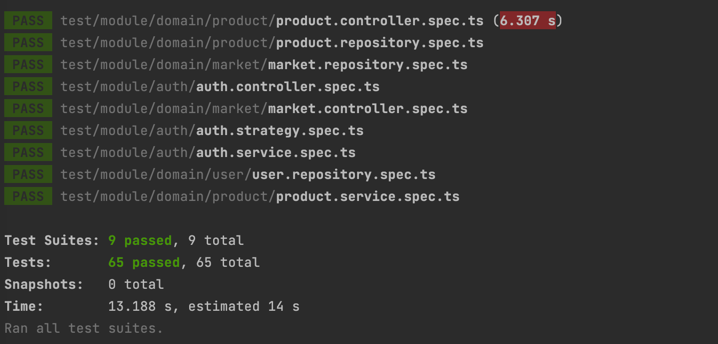 PASS test/module/domain/product/product.controller.spec.ts (6.307 s)
PASS test/module/domain/product/product.repository.spec.ts
PASS test/module/domain/market/market.repository.spec.ts
PASS test/module/auth/auth.controller.spec.ts
PASS test/module/domain/market/market.controller.spec.ts
PASS test/module/auth/auth.strategy.spec.ts
PASS test/module/auth/auth.service.spec.ts
PASS test/module/domain/user/user.repository.spec.ts
PASS test/module/domain/product/product.service.spec.ts
Test Suites: 9 passed, 9 total
Tests: 65 passed, 65 total
Snapshots: 0 total
Time: 13.188 s, estimated 14 s
Ran all test suites.